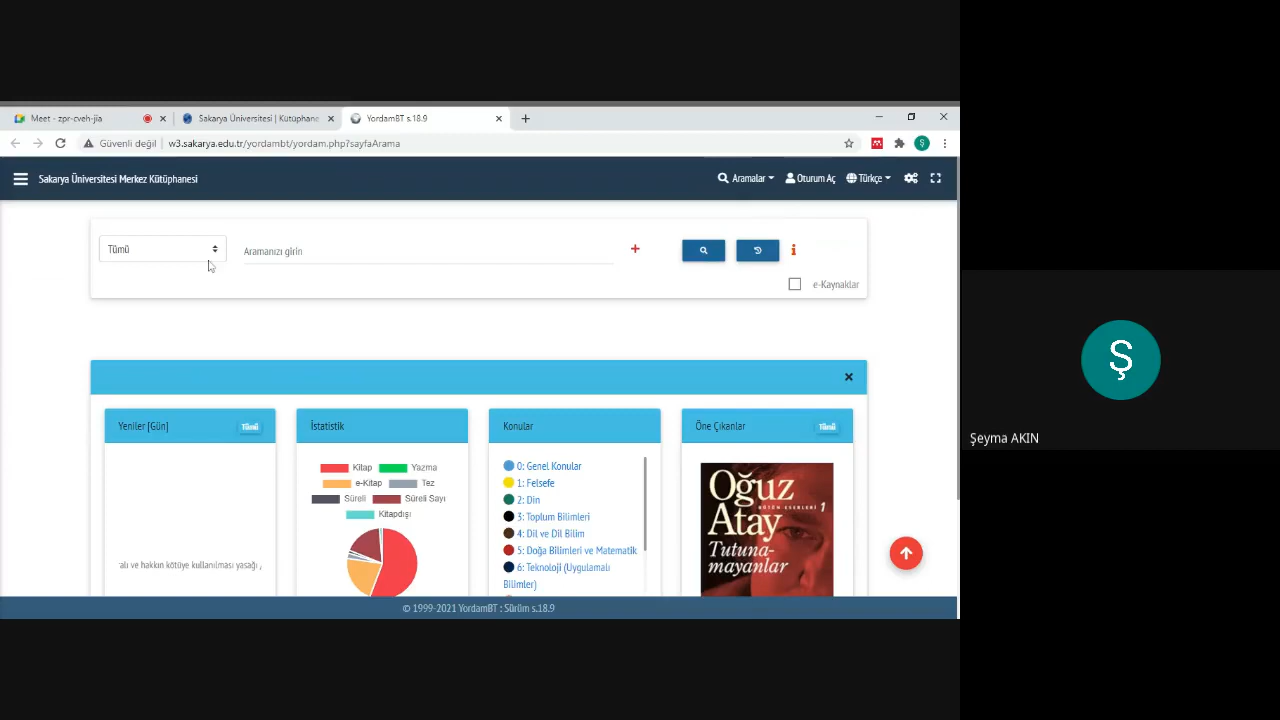 Meet - zpr-cveh-jia
Sakarya Üniversitesi | Kütüphane
YordamBT s.18.9
Güvenli değil
w3.sakarya.edu.tr/yordambt/yordam.php?sayfaArama
Ş
Sakarya Üniversitesi Merkez Kütüphanesi
Aramalar
Oturum Aç
Türkçe
Tümü
Aramanızı girin
e-Kaynaklar
Yeniler [Gün]
Tümü
alı ve hakkın kötüye kullanılması yasağı
İstatistik
Kitap
Yazma
e-Kitap
Tez
Süreli
Süreli Sayı
Kitapdışı
Konular
0: Genel Konular
1: Felsefe
2: Din
3: Toplum Bilimleri
4: Dil ve Dil Bilim
5: Doğa Bilimleri ve Matematik
6: Teknoloji (Uygulamalı
Bilimler)
Öne Çıkanlar
Tümü
Oğuz
BÜTÜN ESERLERİ 1
Atay
Tutuna-
mayanlar
© 1999-2021 YordamBT : Sürüm s.18.9
Ş
Şeyma AKIN